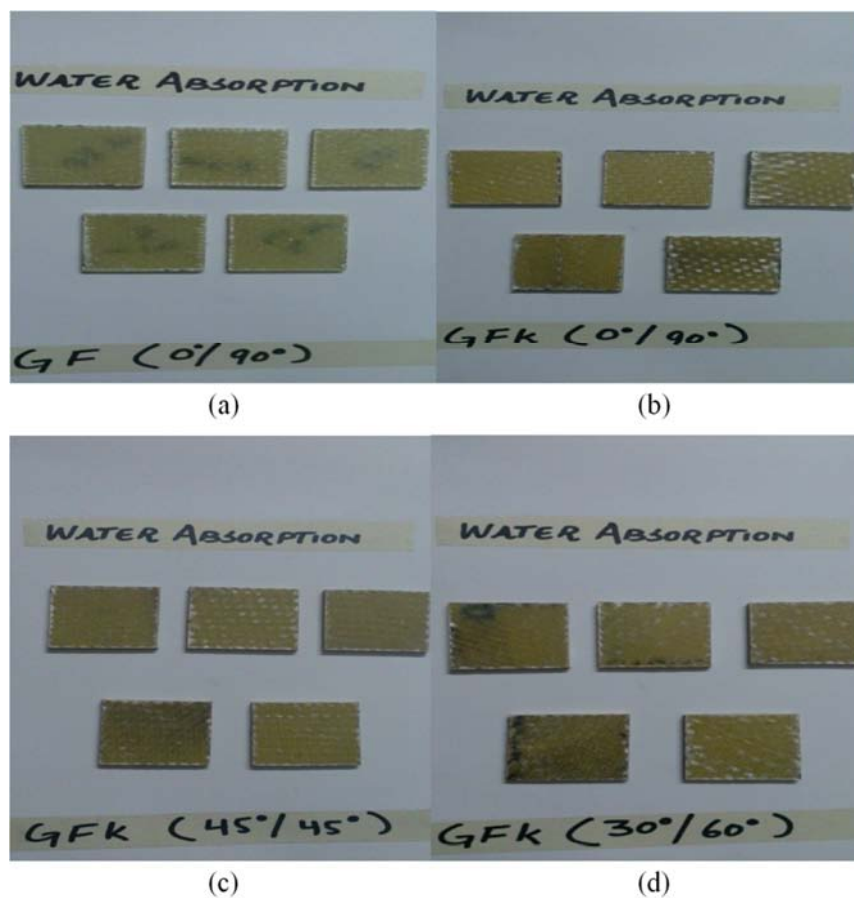 WATER ABSORPTION
GF (0°/90°)
(a)
WATER ABSORPTION
GFK (0°/90°)
(b)
WATER ABSORPTION
GFK (45°/45°)
(c)
WATER ABSORPTION
GFK (30°/60°)
(d)